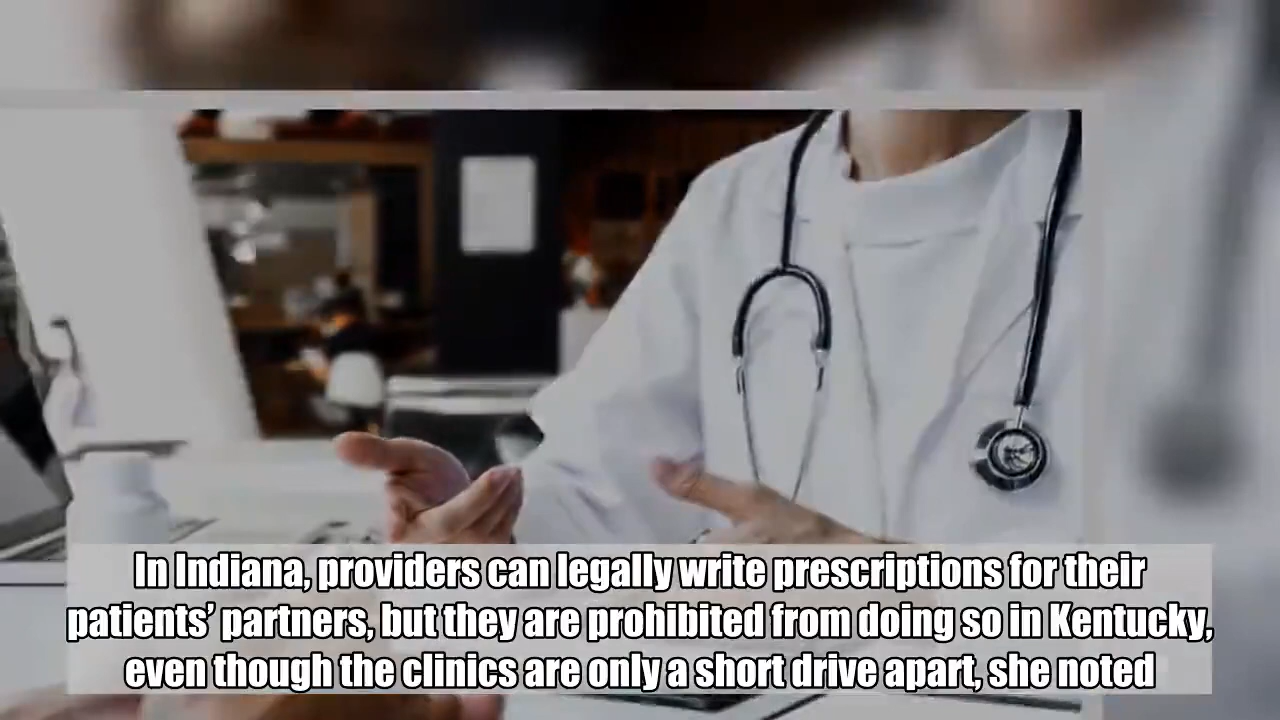 In Indiana, providers can legally write prescriptions for their
patients’ partners, but they are prohibited from doing so in Kentucky,
even though the clinics are only a short drive apart, she noted